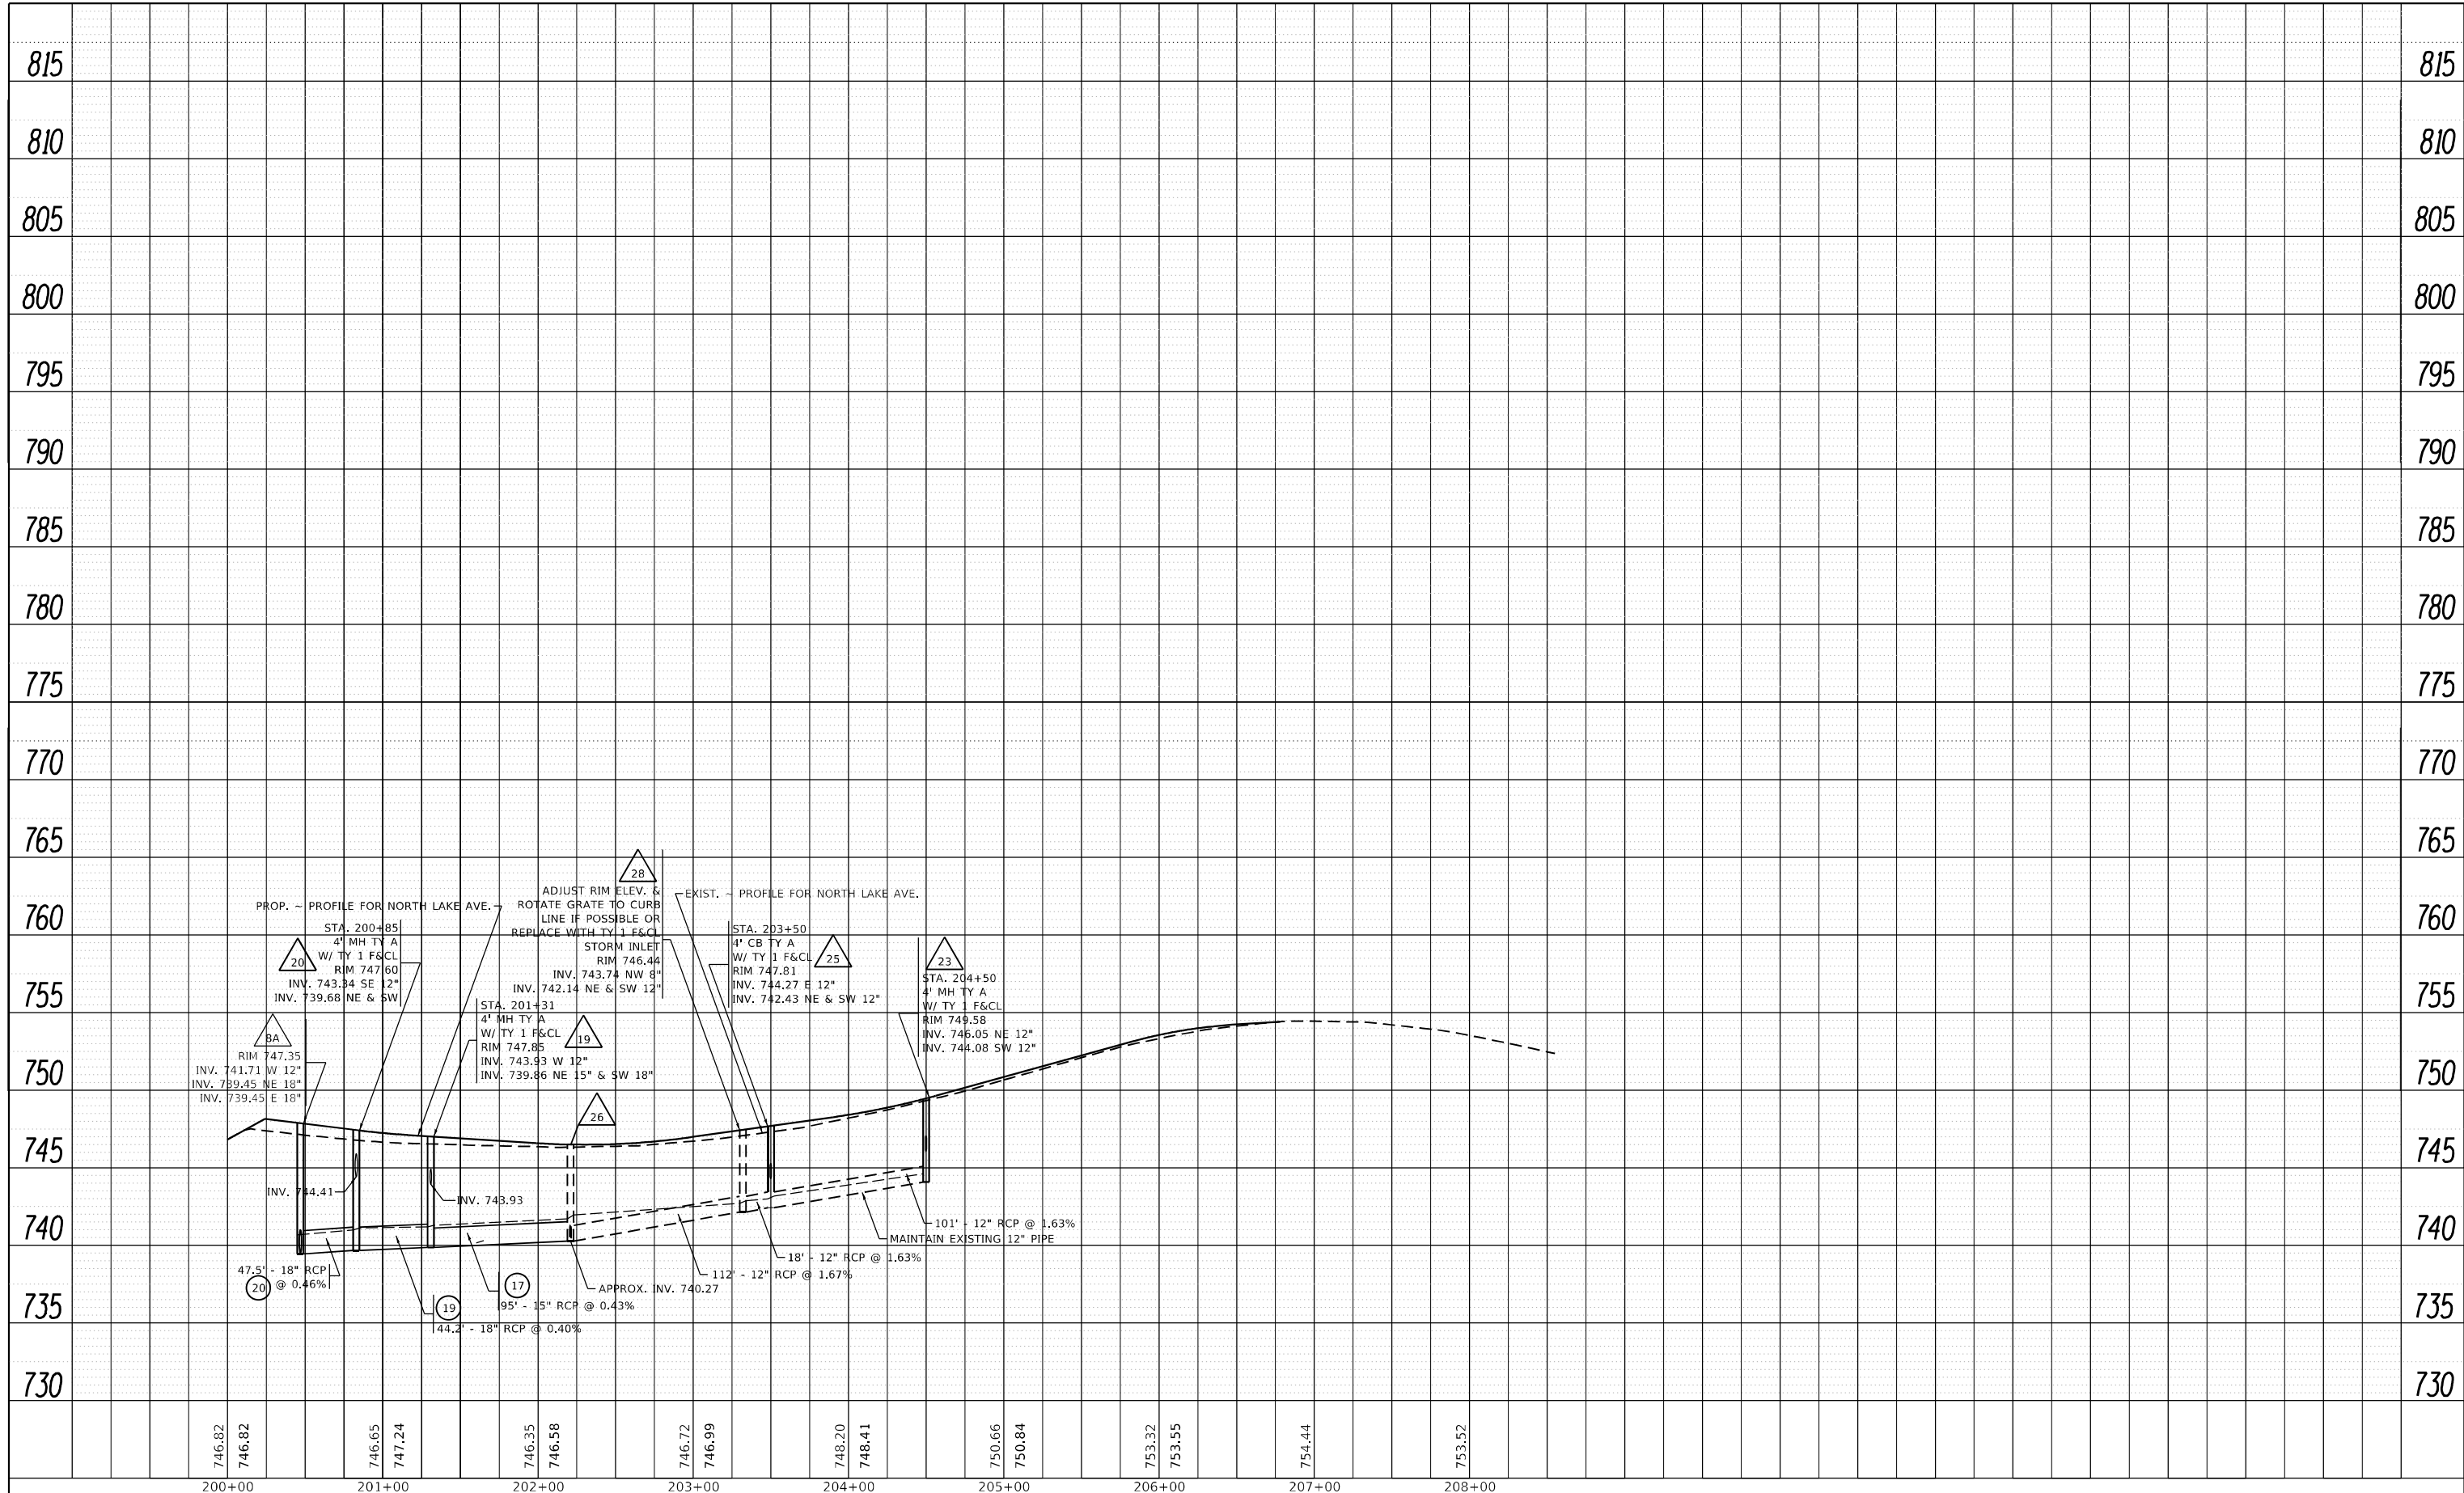 815 815
810 810
805 805
800 800
795 795
790 790
785 785
780 780
775 775
770 770
765 765
760 760
755 755
750 750
745 745
740 740
735 735
730 730
28
ADJUST RIM ELEV. &
ROTATE GRATE TO CURB
LINE IF POSSIBLE OR
REPLACE WITH TY 1 F&CL
STORM INLET
RIM 746.44
INV. 743.74 NW 8"
INV. 742.14 NE & SW 12"
EXIST. ~ PROFILE FOR NORTH LAKE AVE.
PROP. ~ PROFILE FOR NORTH LAKE AVE.
20
STA. 200+85
4' MH TY A
W/ TY 1 F&CL
RIM 747.60
INV. 743.34 SE 12"
INV. 739.68 NE & SW
STA. 203+50
4' CB TY A
W/ TY 1 F&CL
RIM 747.81
INV. 744.27 E 12"
INV. 742.43 NE & SW 12"
25
23
STA. 204+50
4' MH TY A
W/ TY 1 F&CL
RIM 749.58
INV. 746.05 NE 12"
INV. 744.08 SW 12"
STA. 201+31
4' MH TY A
W/ TY 1 F&CL
RIM 747.85
INV. 743.93 W 12"
INV. 739.86 NE 15" & SW 18"
19
8A
RIM 747.35
INV. 741.71 W 12"
INV. 739.45 NE 18"
INV. 739.45 E 18"
26
INV. 744.41
INV. 743.93
101' - 12" RCP @ 1.63%
MAINTAIN EXISTING 12" PIPE
18' - 12" RCP @ 1.63%
112' - 12" RCP @ 1.67%
APPROX. INV. 740.27
47.5' - 18" RCP
@ 0.46%
20
17
95' - 15" RCP @ 0.43%
19
44.2' - 18" RCP @ 0.40%
746.82 746.82
746.65 747.24
746.35 746.58
746.72 746.99
748.20 748.41
750.66 750.84
753.32 753.55
754.44
753.52
200+00 201+00 202+00 203+00 204+00 205+00 206+00 207+00 208+00